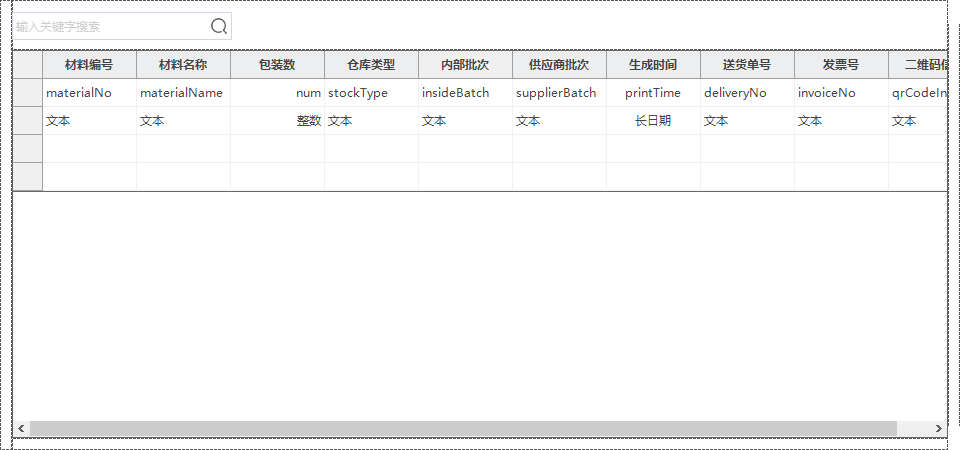 输入关键字搜索
材料编号 材料名称 包装数 仓库类型 内部批次 供应商批次 生成时间 送货单号 发票号 二维码信
materialNo materialName num stockType insideBatch supplierBatch printTime deliveryNo invoiceNo qrCodeIn
文本 文本 整数 文本 文本 文本 长日期 文本 文本 文本